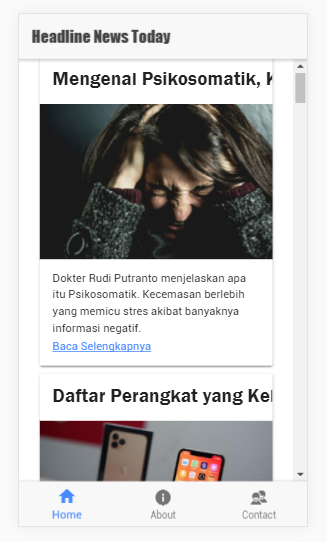 Headline News Today
Mengenal Psikosomatik, K
Dokter Rudi Putranto menjelaskan apa
itu Psikosomatik. Kecemasan berlebih
yang memicu stres akibat banyaknya
informasi negatif.
Baca Selengkapnya
Daftar Perangkat yang Kel
Home
About
Contact